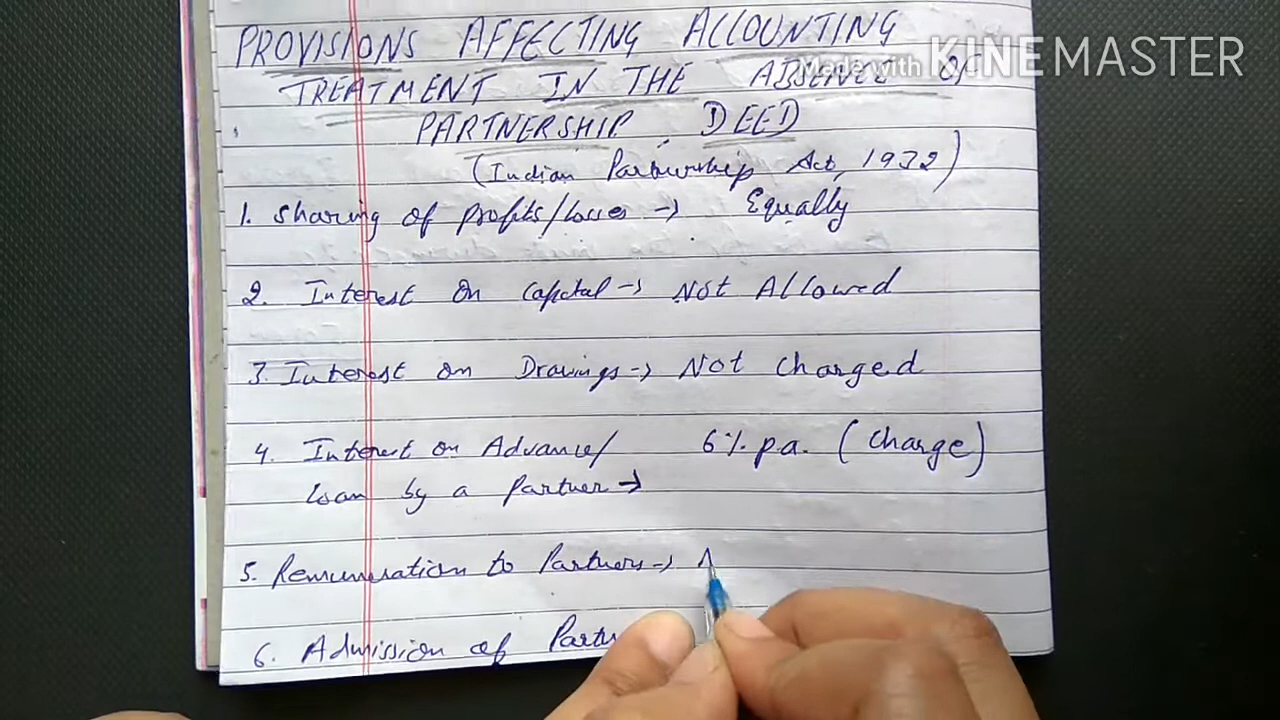 PROVISIONS AFFECTING ACCOUNTING
Made with KINEMASTER
TREATMENT IN THE ABSENCE OF
PARTNERSHIP DEED
(Indian Partnership Act, 1932)
1. Sharing of profits/losses → Equally
2. Interest on capital → Not Allowed
3. Interest on Drawings → Not Charged
4. Interest on Advance/ 6% p.a. (Charge)
loan by a Partner →
5. Remuneration to Partners →
6. Admission of